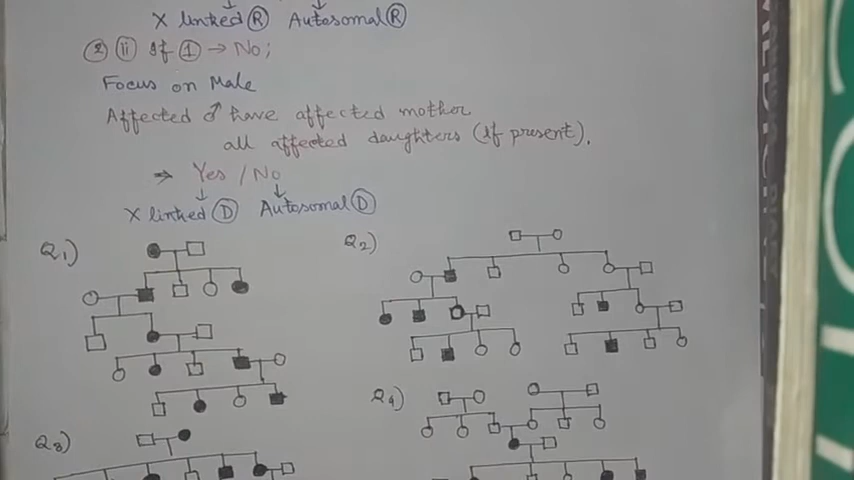 X linked Ⓡ Autosomal Ⓡ
② ⓘⓘ If ① → No;
Focus on Male
Affected ♂ have affected mother
all affected daughters (If present).
⇒ Yes / No
X linked Ⓓ Autosomal Ⓓ
Q1)
Q2)
Q3)
Q4)